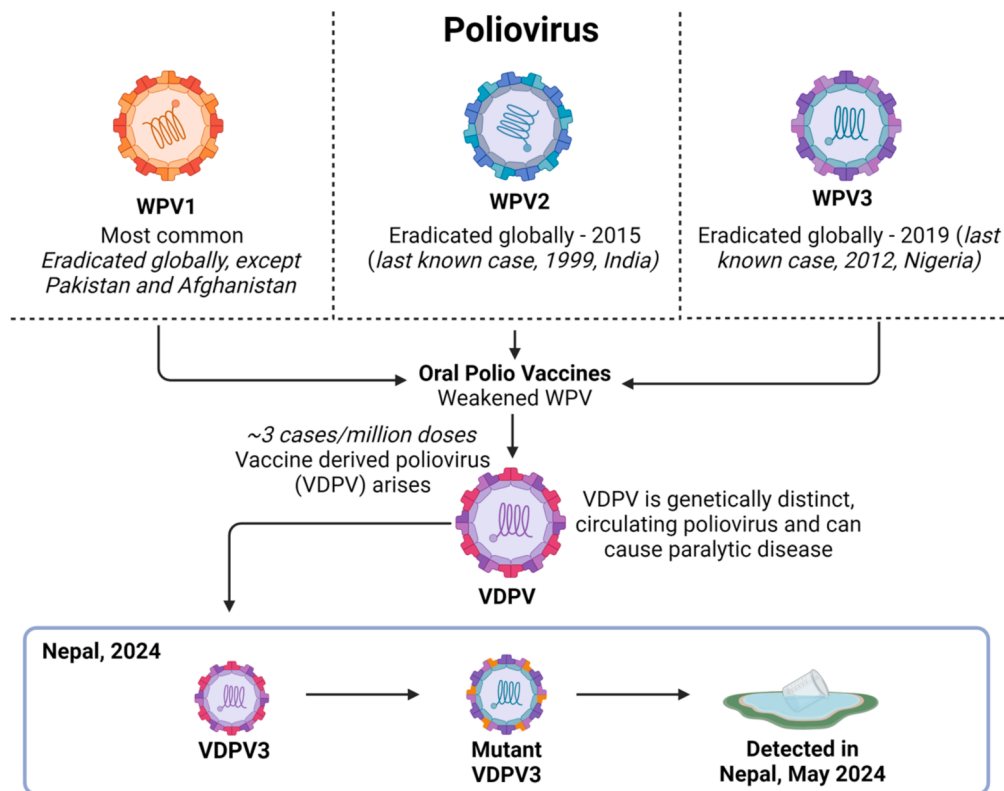 Poliovirus
WPV1
Most common
Eradicated globally, except
Pakistan and Afghanistan
WPV2
Eradicated globally - 2015
(last known case, 1999, India)
WPV3
Eradicated globally - 2019 (last
known case, 2012, Nigeria)
Oral Polio Vaccines
Weakened WPV
~3 cases/million doses
Vaccine derived poliovirus
(VDPV) arises
VDPV is genetically distinct,
circulating poliovirus and can
cause paralytic disease
VDPV
Nepal, 2024
VDPV3
Mutant
VDPV3
Detected in
Nepal, May 2024